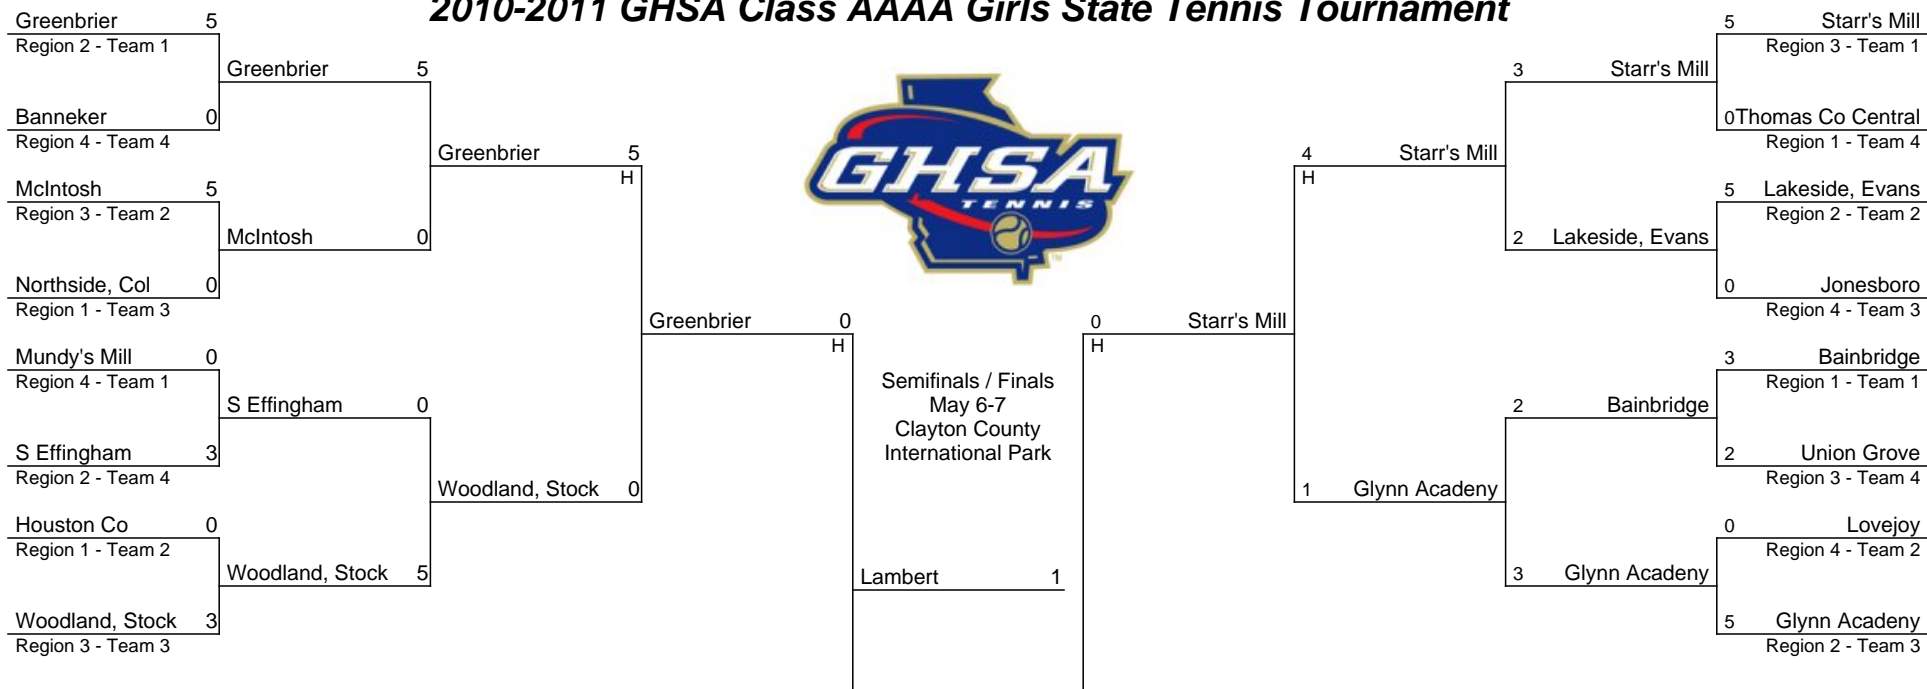 2010-2011 GHSA Class AAAA Girls State Tennis Tournament
Greenbrier 5
Region 2 - Team 1
Banneker 0
Region 4 - Team 4
McIntosh 5
Region 3 - Team 2
Northside, Col 0
Region 1 - Team 3
Mundy's Mill 0
Region 4 - Team 1
S Effingham 3
Region 2 - Team 4
Houston Co 0
Region 1 - Team 2
Woodland, Stock 3
Region 3 - Team 3
Greenbrier 5
McIntosh 0
S Effingham 0
Woodland, Stock 5
Greenbrier 5
H
Woodland, Stock 0
Greenbrier 0
H
GHSA
TENNIS
TM
Semifinals / Finals
May 6-7
Clayton County
International Park
Lambert 1
0 Starr's Mill
H
4 Starr's Mill
H
1 Glynn Acadeny
3 Starr's Mill
2 Lakeside, Evans
2 Bainbridge
3 Glynn Acadeny
5 Starr's Mill
Region 3 - Team 1
0Thomas Co Central
Region 1 - Team 4
5 Lakeside, Evans
Region 2 - Team 2
0 Jonesboro
Region 4 - Team 3
3 Bainbridge
Region 1 - Team 1
2 Union Grove
Region 3 - Team 4
0 Lovejoy
Region 4 - Team 2
5 Glynn Acadeny
Region 2 - Team 3